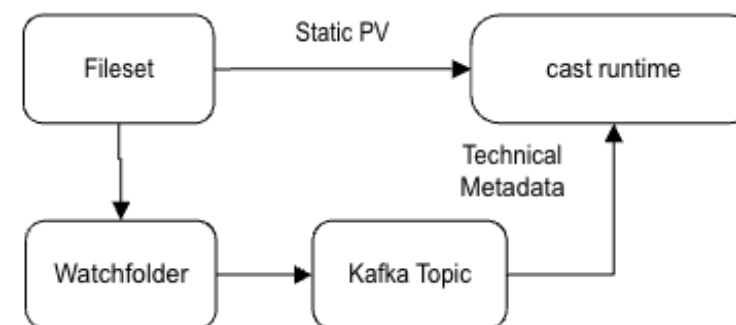 Static PV
Fileset
cast runtime
Technical
Metadata
Watchfolder
Kafka Topic